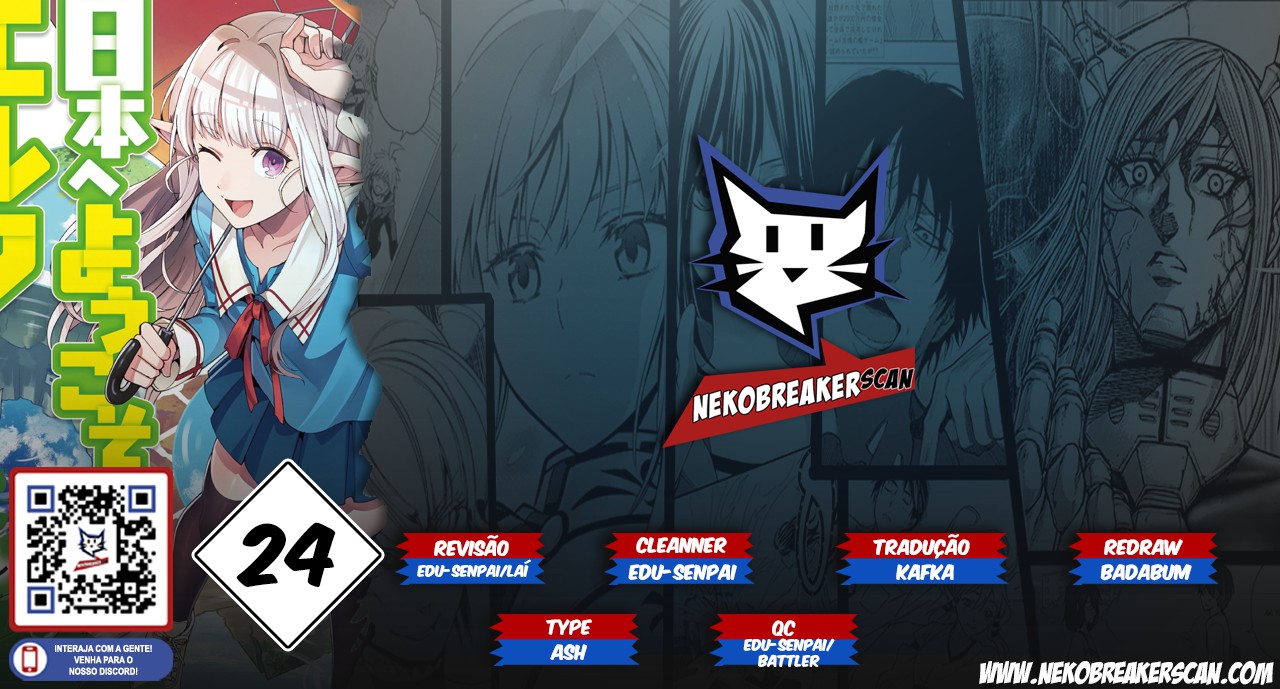 日本へようこそ
エルフ
NEKOBREAKERSCAN
24
REVISÃO
EDU-SENPAI/LAÍ
CLEANNER
EDU-SENPAI
TRADUÇÃO
KAFKA
REDRAW
BADABUM
TYPE
ASH
QC
EDU-SENPAI/
BATTLER
INTERAJA COM A GENTE!
VENHA PARA O
NOSSO DISCORD!
WWW.NEKOBREAKERSCAN.COM